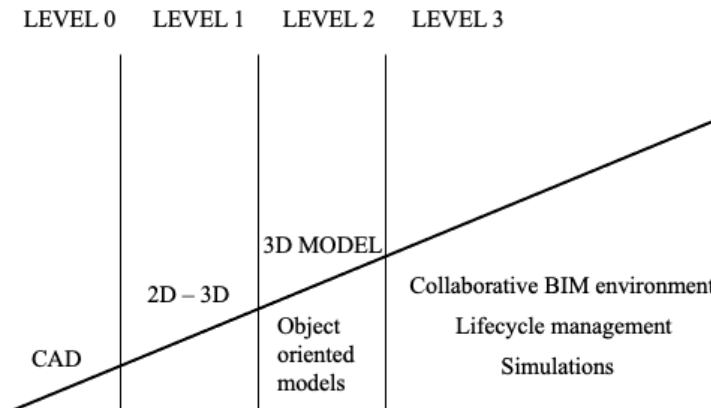 LEVEL 0 LEVEL 1 LEVEL 2 LEVEL 3
3D MODEL
2D – 3D
CAD
Object
oriented
models
Collaborative BIM environment
Lifecycle management
Simulations